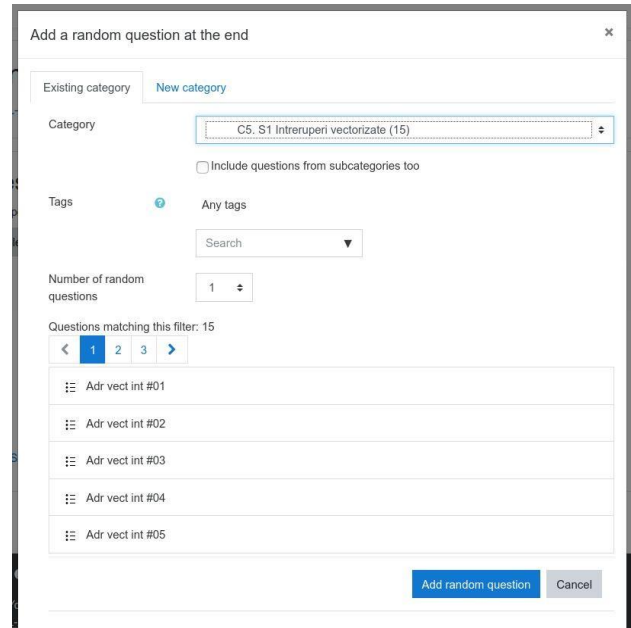 Add a random question at the end
×
Existing category
New category
Category
C5. S1 Intreruperi vectorizate (15)
Include questions from subcategories too
Tags
Any tags
Search
Number of random
questions
1
Questions matching this filter: 15
1 2 3
Adr vect int #01
Adr vect int #02
Adr vect int #03
Adr vect int #04
Adr vect int #05
Add random question
Cancel